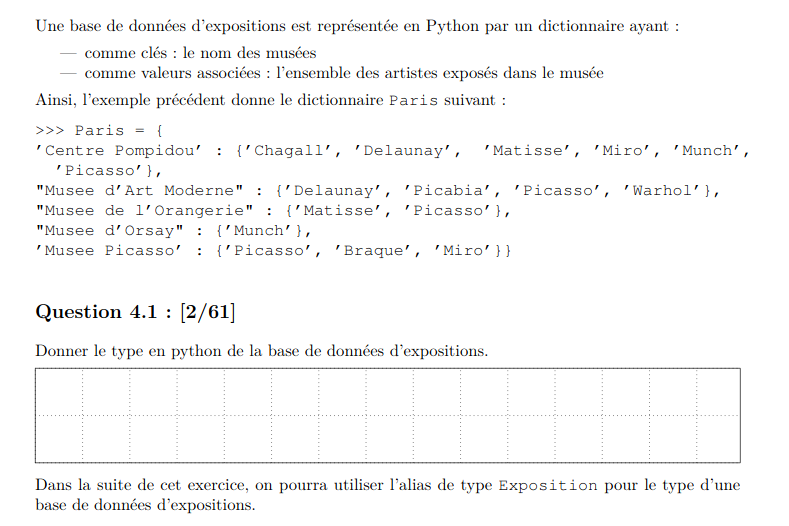 Une base de données d'expositions est représentée en Python par un dictionnaire ayant :
— comme clés : le nom des musées
— comme valeurs associées : l'ensemble des artistes exposés dans le musée
Ainsi, l'exemple précédent donne le dictionnaire Paris suivant :
>>> Paris = {
'Centre Pompidou' : {'Chagall', 'Delaunay', 'Matisse', 'Miro', 'Munch',
'Picasso'},
"Musee d'Art Moderne" : {'Delaunay', 'Picabia', 'Picasso', 'Warhol'},
"Musee de l'Orangerie" : {'Matisse', 'Picasso'},
"Musee d'Orsay" : {'Munch'},
'Musee Picasso' : {'Picasso', 'Braque', 'Miro'}}
Question 4.1 : [2/61]
Donner le type en python de la base de données d'expositions.
Dans la suite de cet exercice, on pourra utiliser l'alias de type Exposition pour le type d'une
base de données d'expositions.